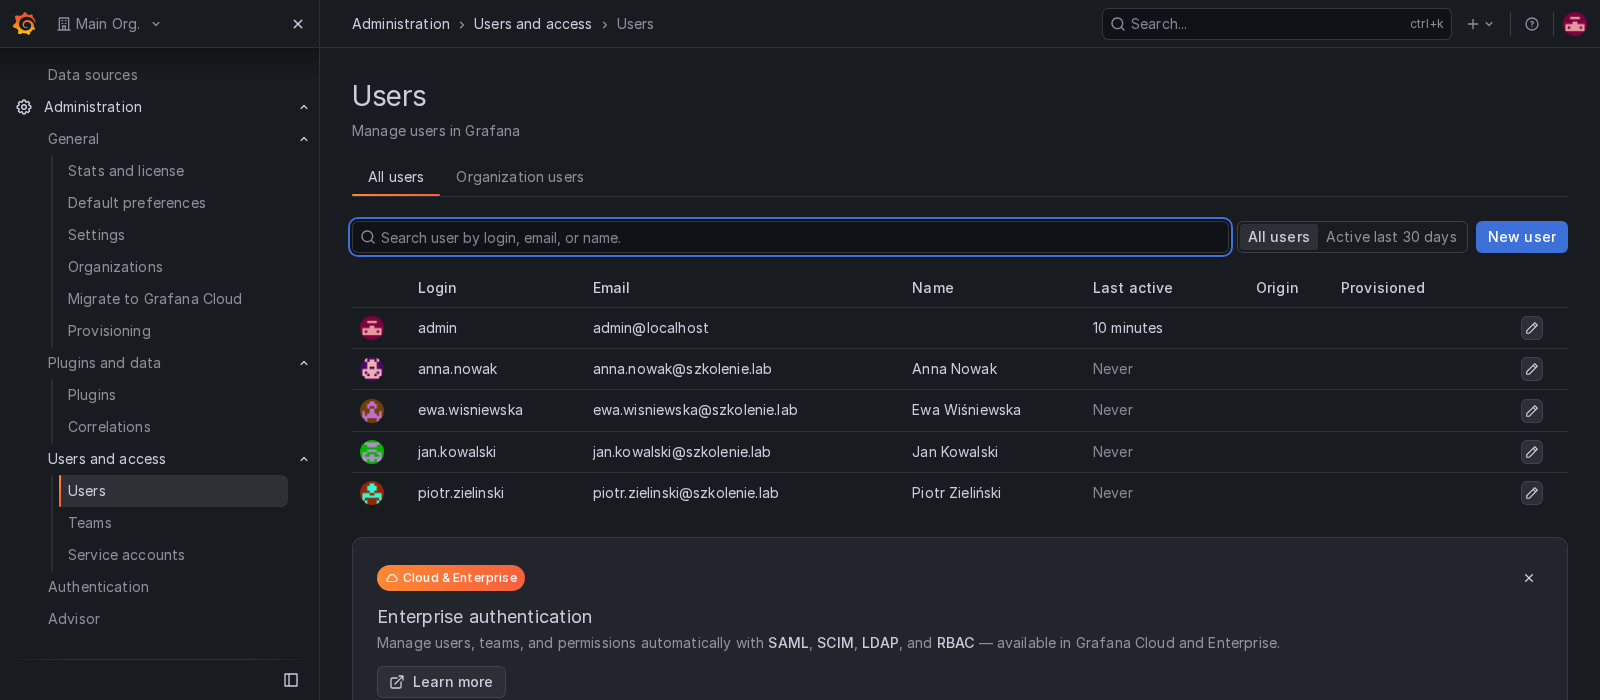 Main Org.
Administration › Users and access › Users
Search... ctrl+k
Data sources
Administration
General
Stats and license
Default preferences
Settings
Organizations
Migrate to Grafana Cloud
Provisioning
Plugins and data
Plugins
Correlations
Users and access
Users
Teams
Service accounts
Authentication
Advisor
Users
Manage users in Grafana
All users Organization users
Search user by login, email, or name. All users Active last 30 days New user
Login Email Name Last active Origin Provisioned
admin admin@localhost 10 minutes
anna.nowak anna.nowak@szkolenie.lab Anna Nowak Never
ewa.wisniewska ewa.wisniewska@szkolenie.lab Ewa Wiśniewska Never
jan.kowalski jan.kowalski@szkolenie.lab Jan Kowalski Never
piotr.zielinski piotr.zielinski@szkolenie.lab Piotr Zieliński Never
Cloud & Enterprise
Enterprise authentication
Manage users, teams, and permissions automatically with SAML, SCIM, LDAP, and RBAC — available in Grafana Cloud and Enterprise.
Learn more